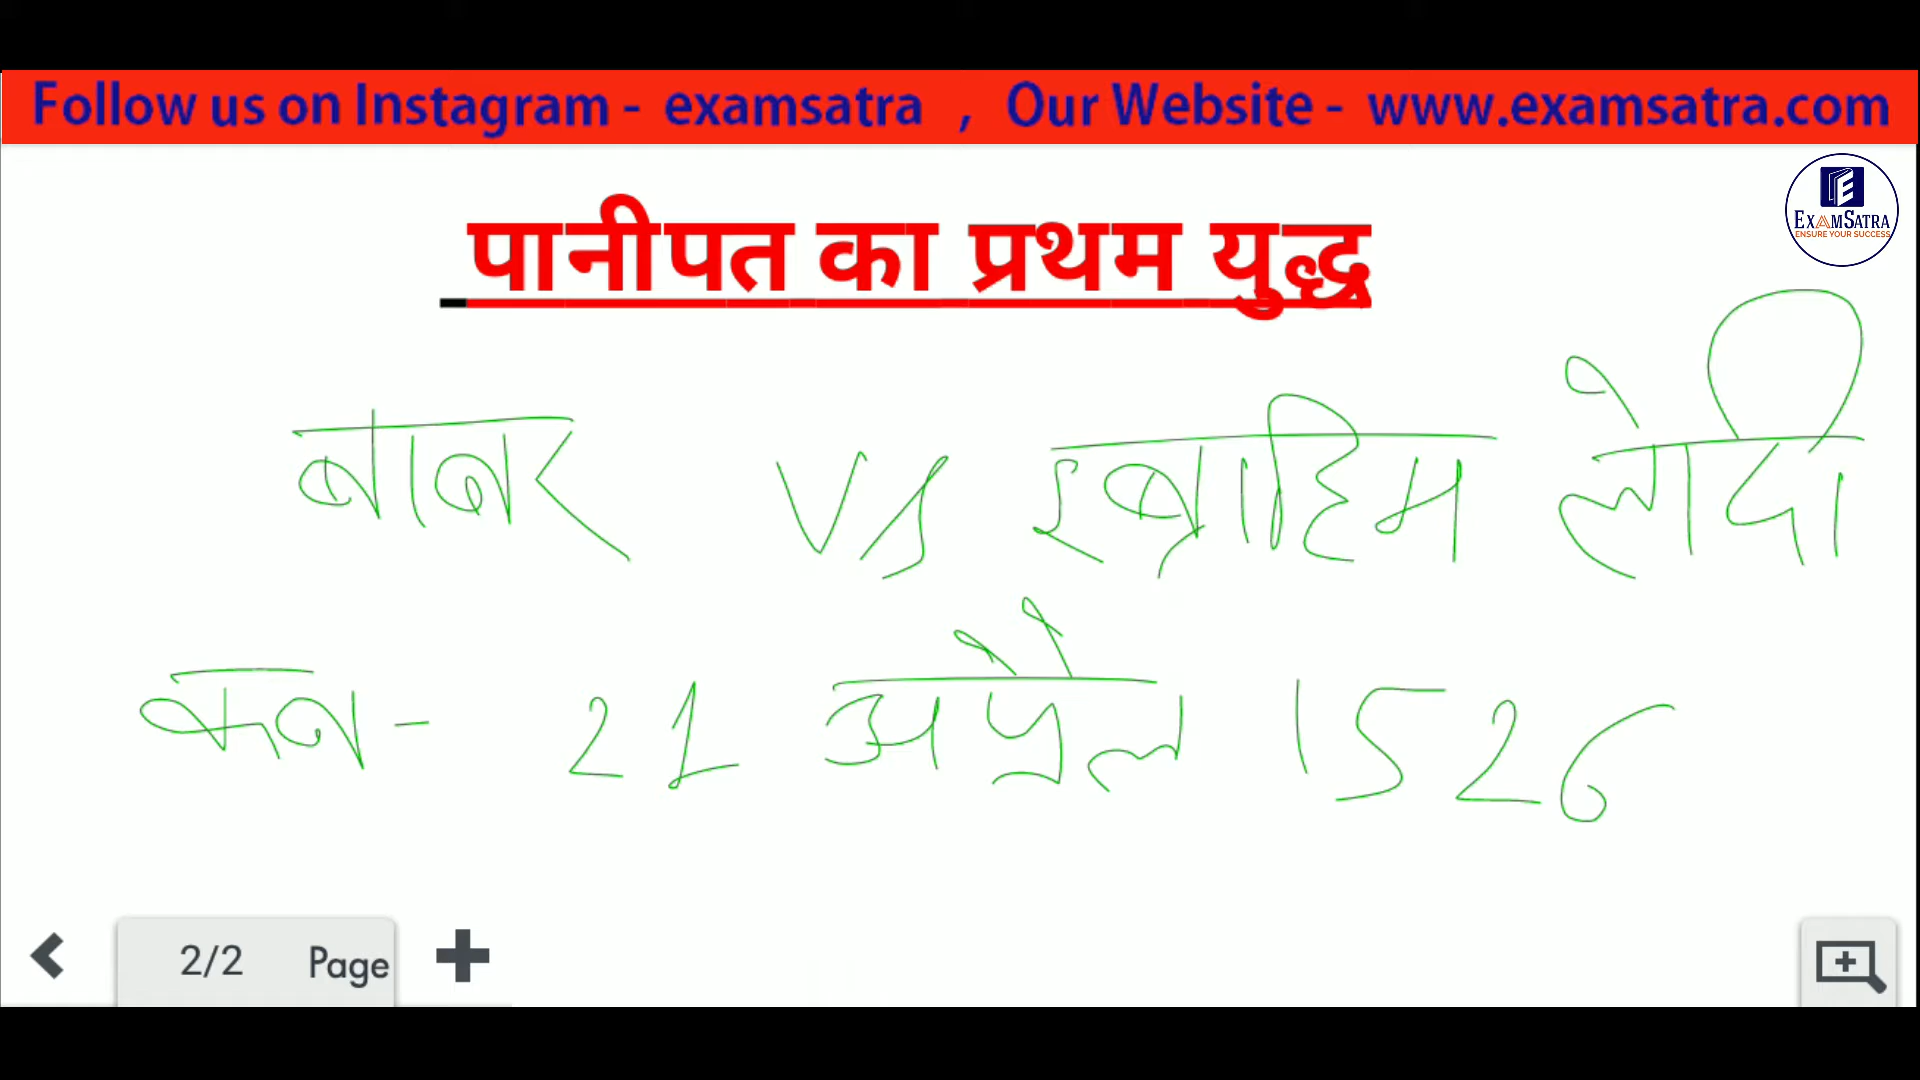 Follow us on Instagram - examsatra , Our Website - www.examsatra.com
EXAMSATRA
ENSURE YOUR SUCCESS
पानीपत का प्रथम युद्ध
बाबर VS इब्राहिम लोदी
कब - 21 अप्रैल 1526
2/2 Page